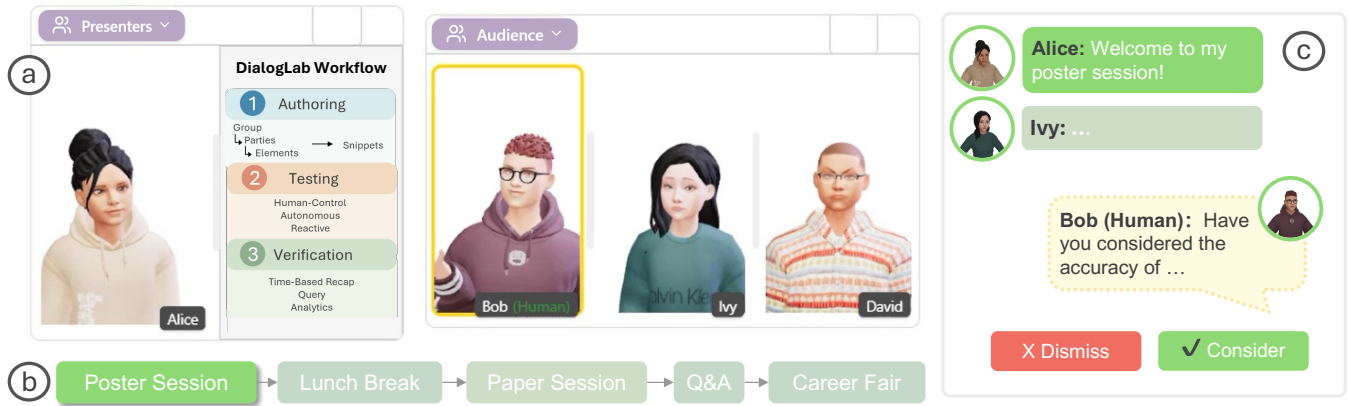 Presenters
a
DialogLab Workflow
1 Authoring
Group
Parties
Elements
Snippets
2 Testing
Human-Control
Autonomous
Reactive
3 Verification
Time-Based Recap
Query
Analytics
Alice
Audience
Bob (Human)
Ivy
David
b
Poster Session
Lunch Break
Paper Session
Q&A
Career Fair
c
Alice: Welcome to my
poster session!
Ivy: ...
Bob (Human): Have
you considered the
accuracy of ...
X Dismiss
✔ Consider